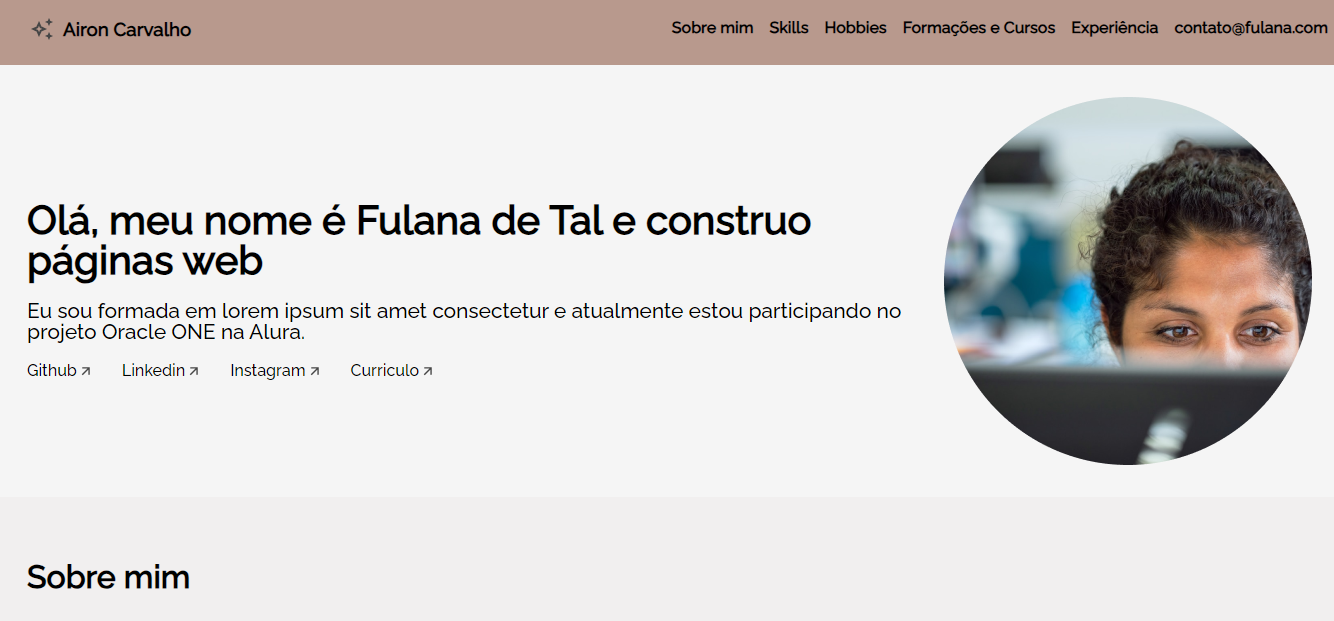 Airon Carvalho
Sobre mim Skills Hobbies Formações e Cursos Experiência contato@fulana.com
Olá, meu nome é Fulana de Tal e construo
páginas web
Eu sou formada em lorem ipsum sit amet consectetur e atualmente estou participando no
projeto Oracle ONE na Alura.
Github Linkedin Instagram Curriculo
Sobre mim